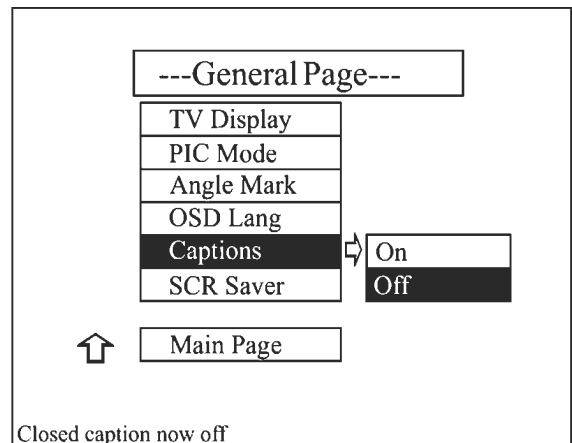 ---General Page---
TV Display
PIC Mode
Angle Mark
OSD Lang
Captions
On
SCR Saver
Off
Main Page
Closed caption now off